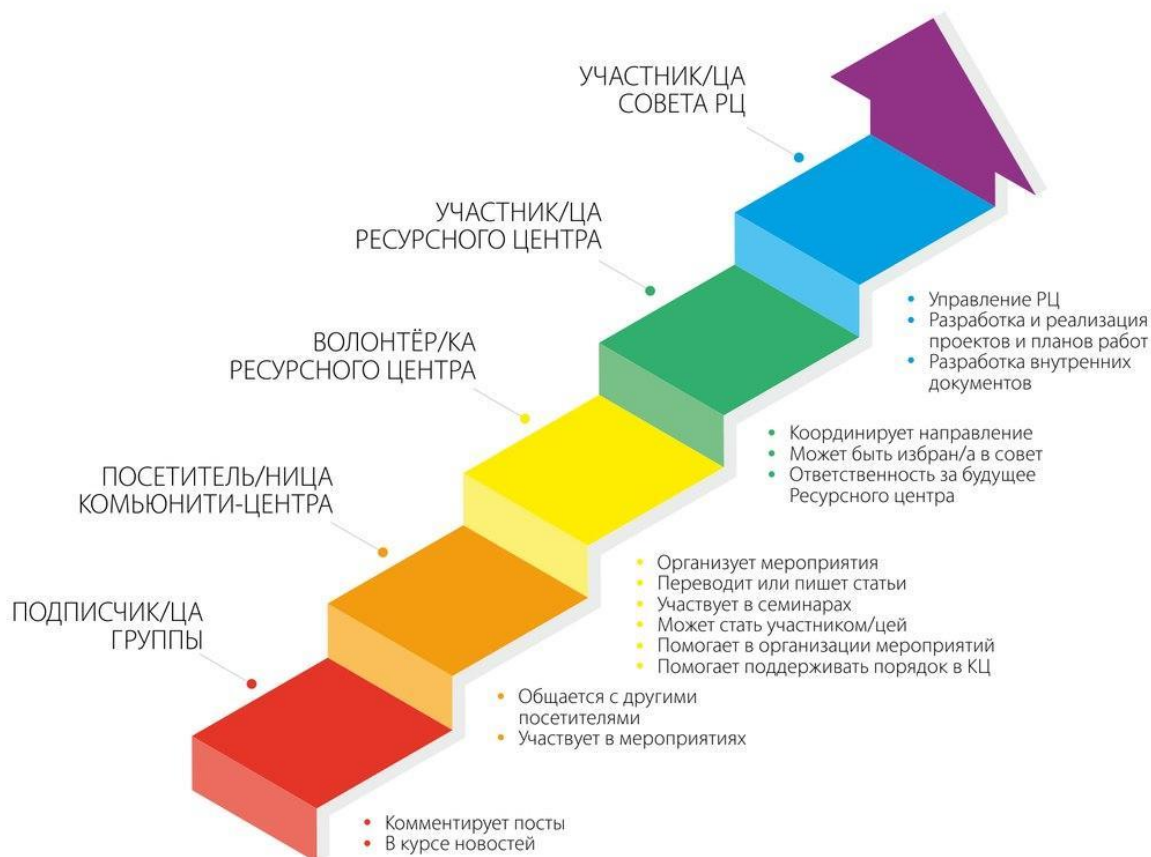 УЧАСТНИК/ЦА
СОВЕТА РЦ
УЧАСТНИК/ЦА
РЕСУРСНОГО ЦЕНТРА
ВОЛОНТЁР/КА
РЕСУРСНОГО ЦЕНТРА
ПОСЕТИТЕЛЬ/НИЦА
КОМЬЮНИТИ-ЦЕНТРА
ПОДПИСЧИК/ЦА
ГРУППЫ
• Управление РЦ
• Разработка и реализация
проектов и планов работ
• Разработка внутренних
документов
• Координирует направление
• Может быть избран/а в совет
• Ответственность за будущее
Ресурсного центра
• Организует мероприятия
• Переводит или пишет статьи
• Участвует в семинарах
• Может стать участником/цей
• Помогает в организации мероприятий
• Помогает поддерживать порядок в КЦ
• Общается с другими
посетителями
• Участвует в мероприятиях
• Комментирует посты
• В курсе новостей